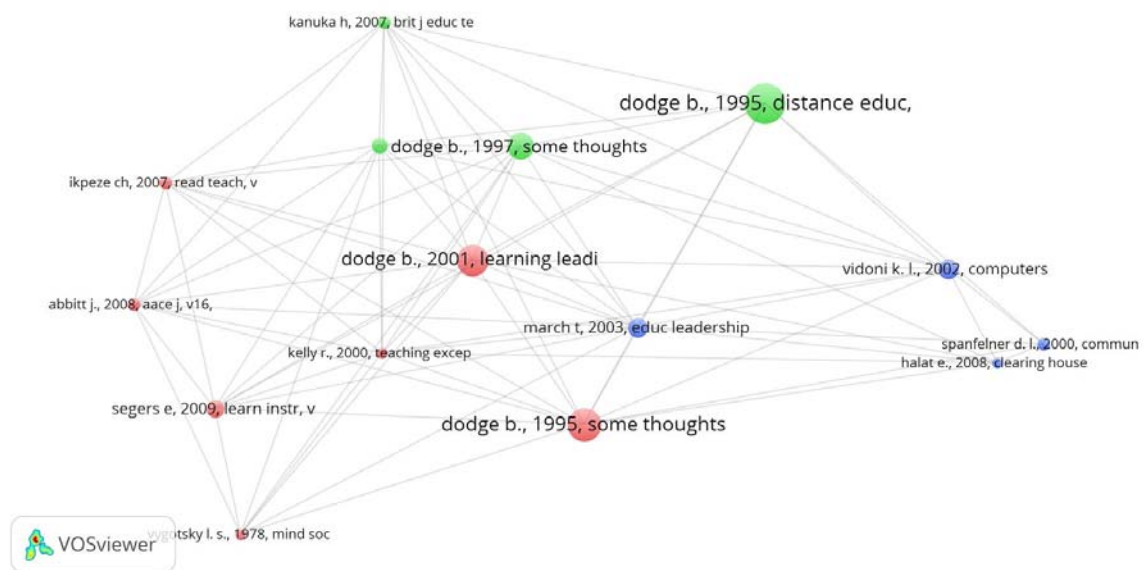 kanuka h, 2007, brit j educ te
dodge b., 1995, distance educ,
dodge b., 1997, some thoughts
ikpeze ch, 2007, read teach, v
dodge b., 2001, learning leadi
vidoni k. l., 2002, computers
abbitt j., 2008, aace j, v16,
march t, 2003, educ leadership
spanfelner d. l., 2000, commun
kelly r., 2000, teaching excep
halat e., 2008, clearing house
segers e, 2009, learn instr, v
dodge b., 1995, some thoughts
vygotsky l. s., 1978, mind soc
VOSviewer